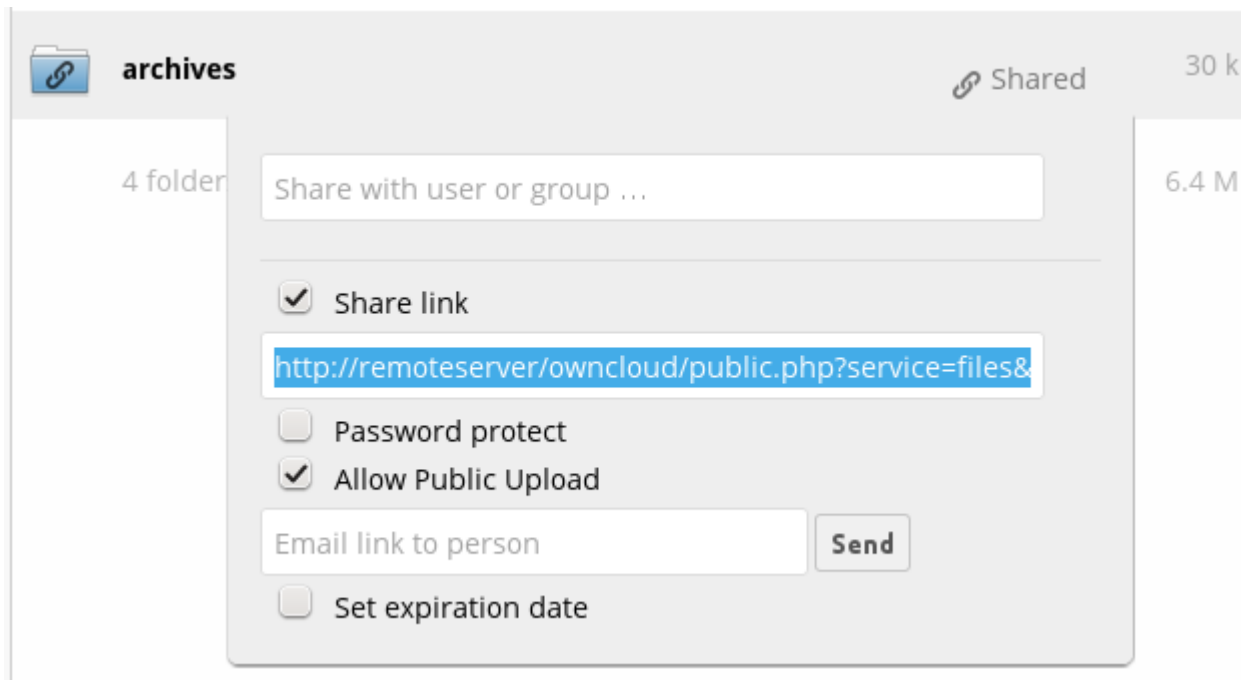 archives Shared 30 k
4 folder 6.4 M
Share with user or group ...
Share link
http://remoteserver/owncloud/public.php?service=files&
Password protect
Allow Public Upload
Email link to person Send
Set expiration date